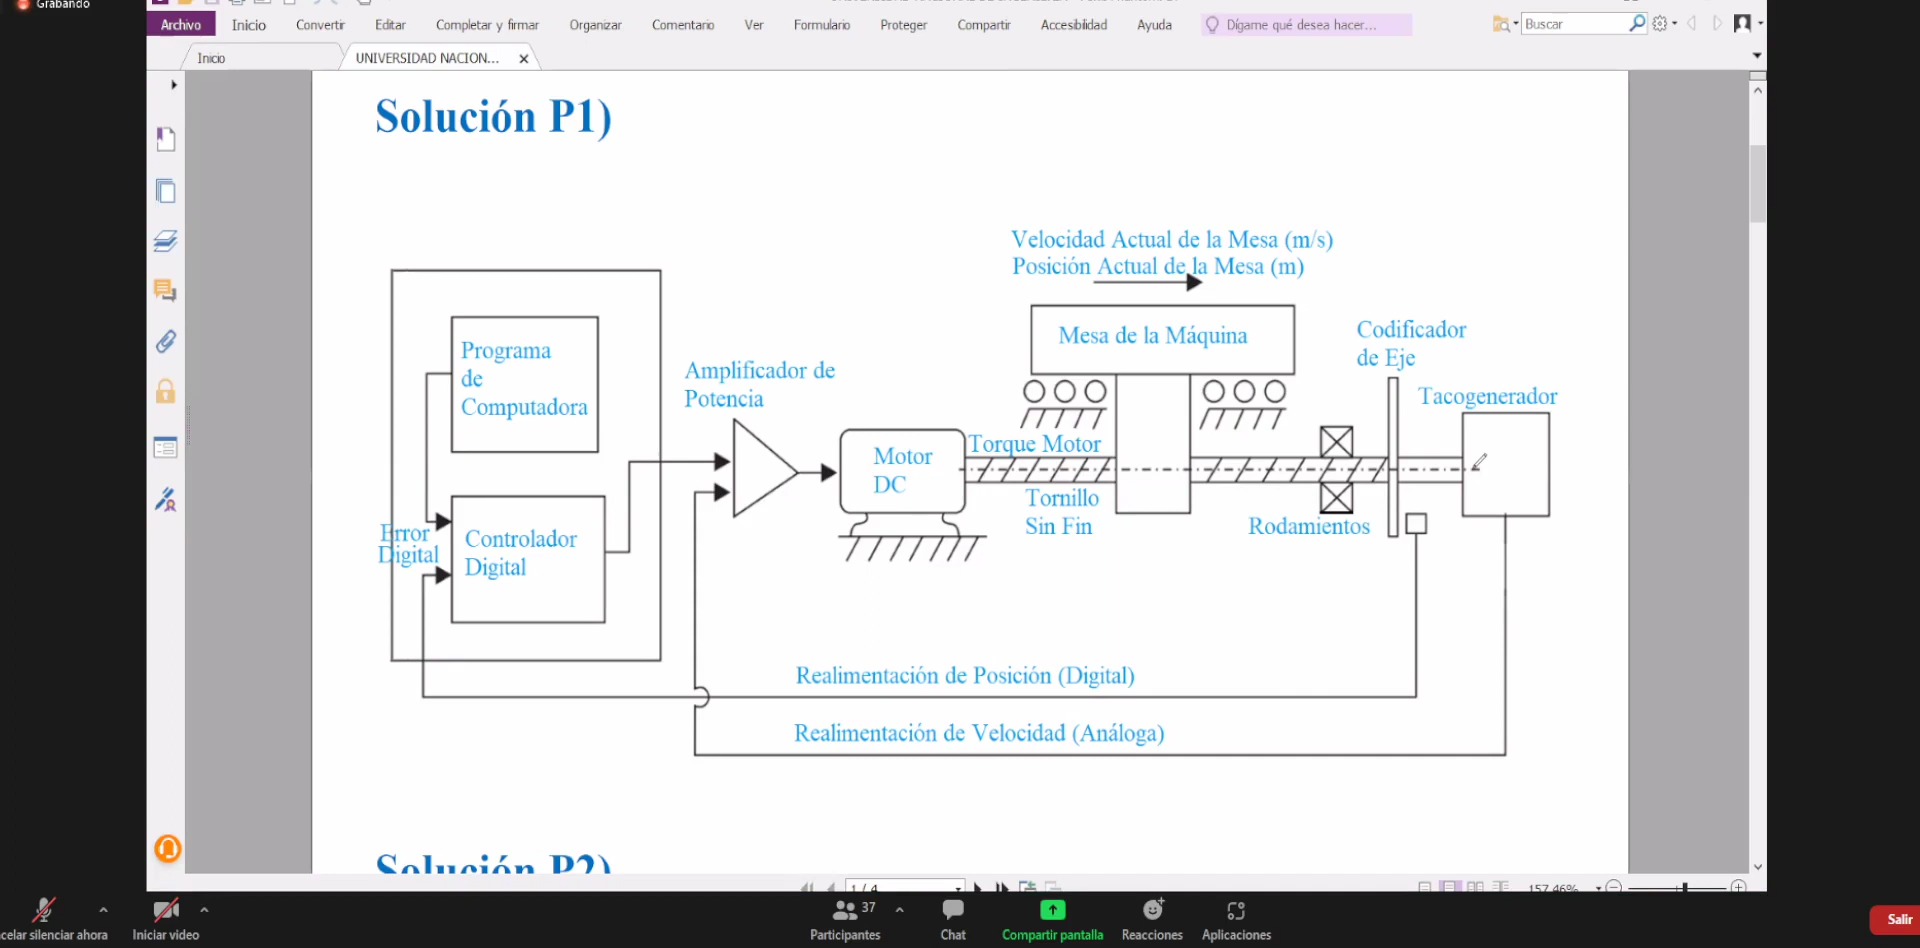 Grabando
Archivo Inicio Convertir Editar Completar y firmar Organizar Comentario Ver Formulario Proteger Compartir Accesibilidad Ayuda Dígame qué desea hacer... Buscar
Inicio UNIVERSIDAD NACION...
Solución P1)
Velocidad Actual de la Mesa (m/s)
Posición Actual de la Mesa (m)
Programa
de
Computadora
Amplificador de
Potencia
Mesa de la Máquina
Codificador
de Eje
Tacogenerador
Motor
DC
Torque Motor
Tornillo
Sin Fin
Rodamientos
Error
Digital
Controlador
Digital
Realimentación de Posición (Digital)
Realimentación de Velocidad (Análoga)
Solución P2)
1 / 4
157.46%
celar silenciar ahora Iniciar video
37
Participantes Chat Compartir pantalla Reacciones Aplicaciones
Salir